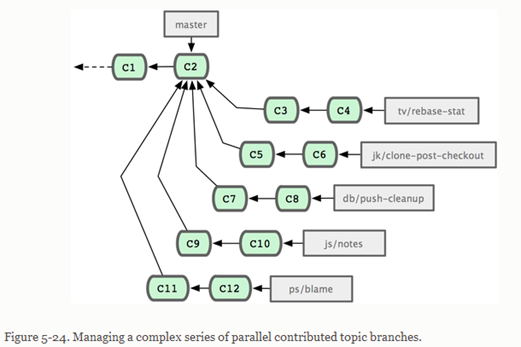 master
C1
C2
C3
C4
tv/rebase-stat
C5
C6
jk/clone-post-checkout
C7
C8
db/push-cleanup
C9
C10
js/notes
C11
C12
ps/blame
Figure 5-24. Managing a complex series of parallel contributed topic branches.